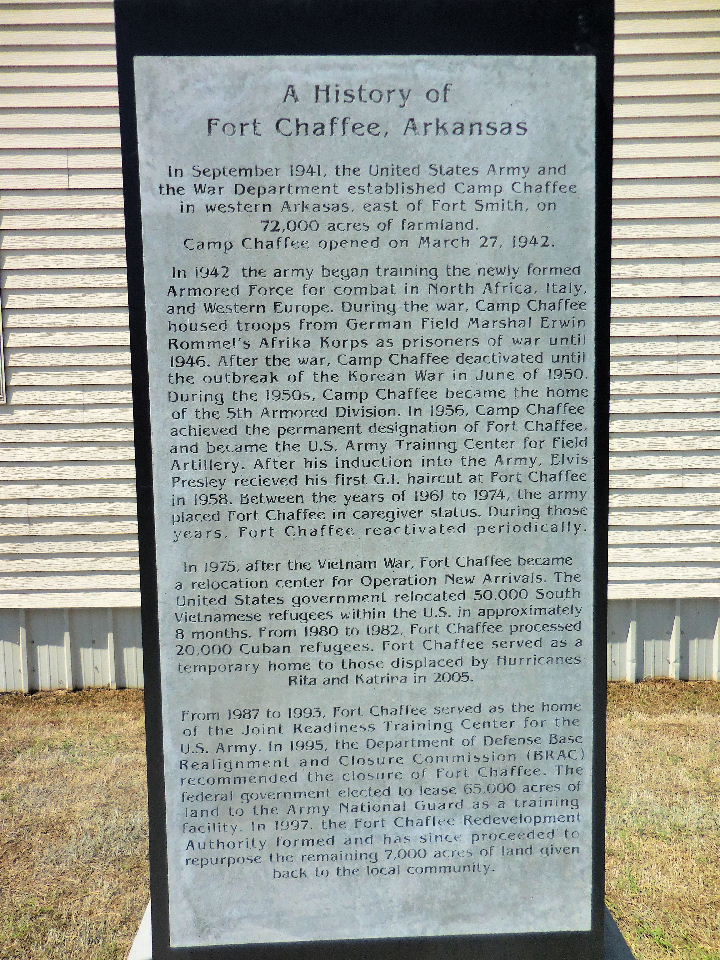 A History of
Fort Chaffee, Arkansas
In September 1941, the United States Army and
the War Department established Camp Chaffee
in western Arkasas, east of Fort Smith, on
72,000 acres of farmland.
Camp Chaffee opened on March 27, 1942.
In 1942 the army began training the newly formed
Armored Force for combat in North Africa, Italy,
and Western Europe. During the war, Camp Chaffee
housed troops from German Field Marshal Erwin
Rommel's Afrika Korps as prisoners of war until
1946. After the war, Camp Chaffee deactivated until
the outbreak of the Korean War in June of 1950.
During the 1950s, Camp Chaffee became the home
of the 5th Armored Division. In 1956, Camp Chaffee
achieved the permanent designation of Fort Chaffee,
and became the U.S. Army Trainng Center for Field
Artillery. After his induction into the Army, Elvis
Presley recieved his first G.I. haircut at Fort Chaffee
in 1958. Between the years of 1961 to 1974, the army
placed Fort Chaffee in caregiver status. During those
years, Fort Chaffee reactivated periodically.
In 1975, after the Vietnam War, Fort Chaffee became
a relocation center for Operation New Arrivals. The
United States government relocated 50,000 South
Vietnamese refugees within the U.S. in approximately
8 months. From 1980 to 1982, Fort Chaffee processed
20,000 Cuban refugees. Fort Chaffee served as a
temporary home to those displaced by Hurricanes
Rita and Katrina in 2005.
From 1987 to 1993, Fort Chaffee served as the home
of the Joint Readiness Training Center for the
U.S. Army. In 1995, the Department of Defense Base
Realignment and Closure Commission (BRAC)
recommended the closure of Fort Chaffee. The
federal government elected to lease 65,000 acres of
land to the Army National Guard as a training
facility. In 1997, the Fort Chaffee Redevelopment
Authority formed and has since proceeded to
repurpose the remaining 7,000 acres of land given
back to the local community.